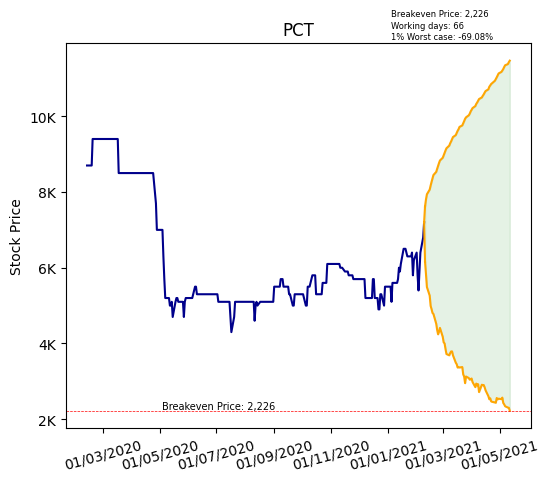 Breakeven Price: 2,226
Working days: 66
1% Worst case: -69.08%
PCT
Stock Price
10K
8K
6K
4K
2K
Breakeven Price: 2,226
01/03/2020
01/05/2020
01/07/2020
01/09/2020
01/11/2020
01/01/2021
01/03/2021
01/05/2021